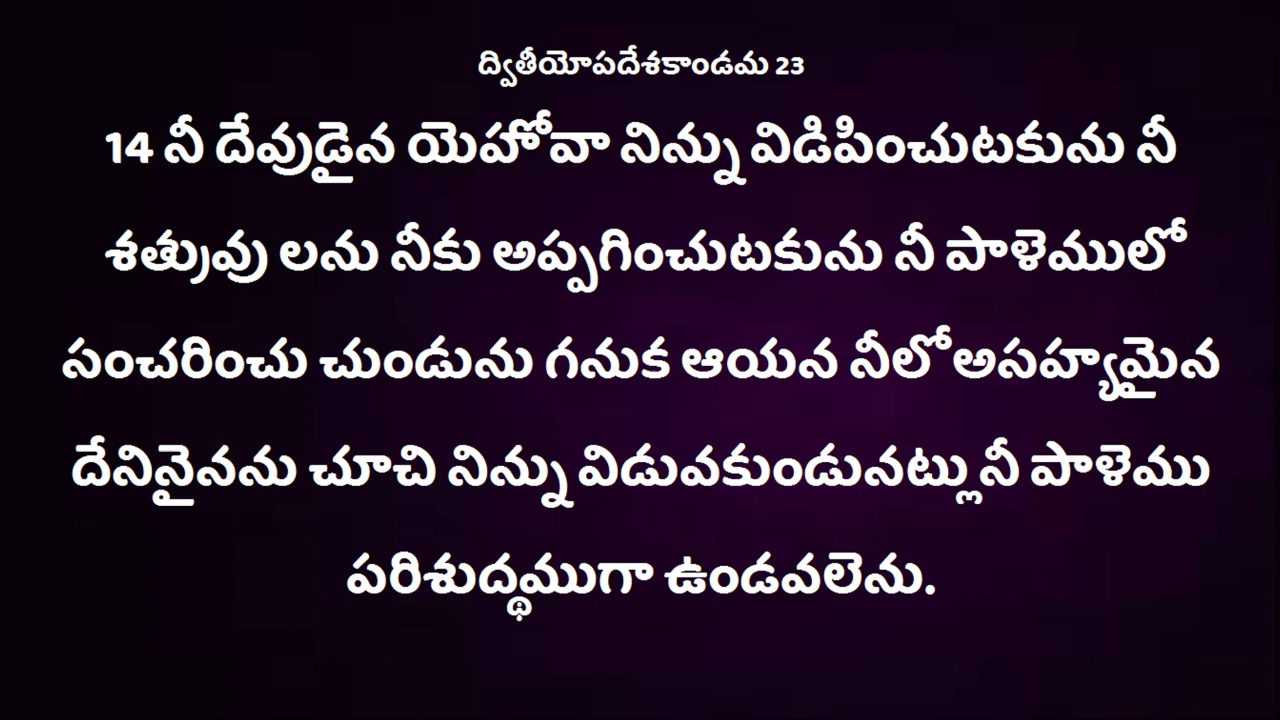 ద్వితీయోపదేశకాండమ 23
14 నీ దేవుడైన యెహోవా నిన్ను విడిపించుటకును నీ
శత్రువు లను నీకు అప్పగించుటకును నీ పాళెములో
సంచరించు చుండును గనుక ఆయన నీలో అసహ్యమైన
దేనినైనను చూచి నిన్ను విడువకుండునట్లు నీ పాళెము
పరిశుద్థముగా ఉండవలెను.